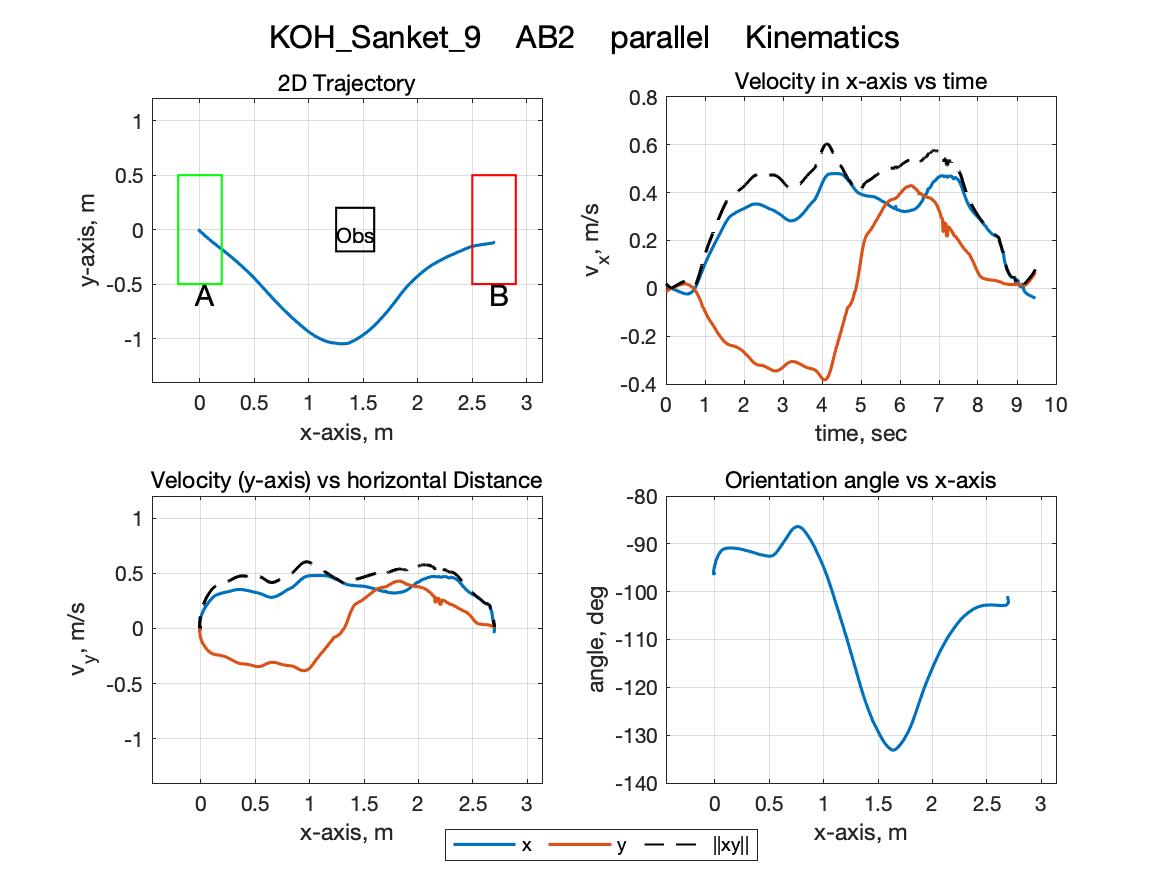 KOH_Sanket_9 AB2 parallel Kinematics
2D Trajectory
1
0.5
0
-0.5
-1
y-axis, m
Obs
A
B
0 0.5 1 1.5 2 2.5 3
x-axis, m
Velocity in x-axis vs time
0.8
0.6
0.4
0.2
0
-0.2
-0.4
v_x, m/s
0 1 2 3 4 5 6 7 8 9 10
time, sec
Velocity (y-axis) vs horizontal Distance
1
0.5
0
-0.5
-1
v_y, m/s
0 0.5 1 1.5 2 2.5 3
x-axis, m
Orientation angle vs x-axis
-80
-90
-100
-110
-120
-130
-140
angle, deg
0 0.5 1 1.5 2 2.5 3
x-axis, m
x y ||xy||